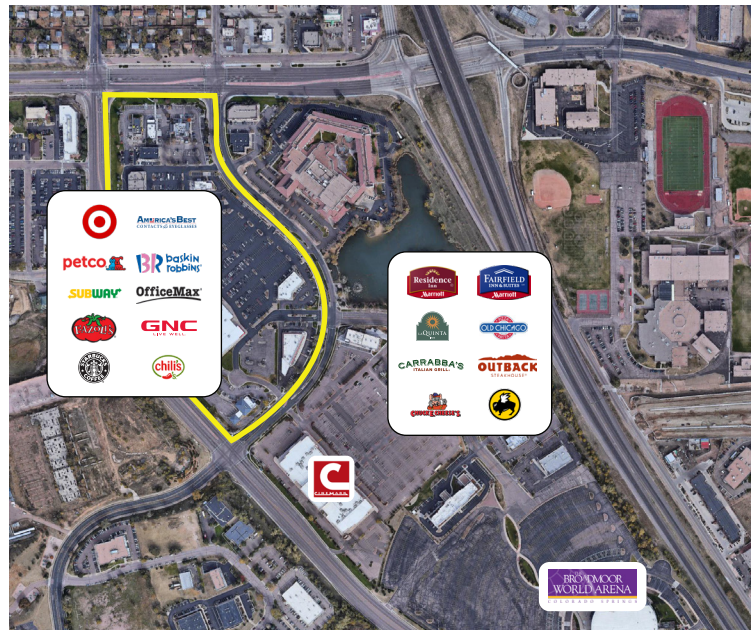 AMERICA'S BEST
CONTACTS & EYEGLASSES
petco
BR baskin
robbins
SUBWAY
OfficeMax
FAZOLI'S
GNC
LIVE WELL
STARBUCKS
COFFEE
chili's
Residence
Inn
Marriott
FAIRFIELD
INN & SUITES
Marriott
LA QUINTA
OLD CHICAGO
CARRABBA'S
ITALIAN GRILL
OUTBACK
STEAKHOUSE
CHUCK E. CHEESE'S
C
CINEMARK
THE
BROADMOOR
WORLD ARENA
COLORADO SPRINGS